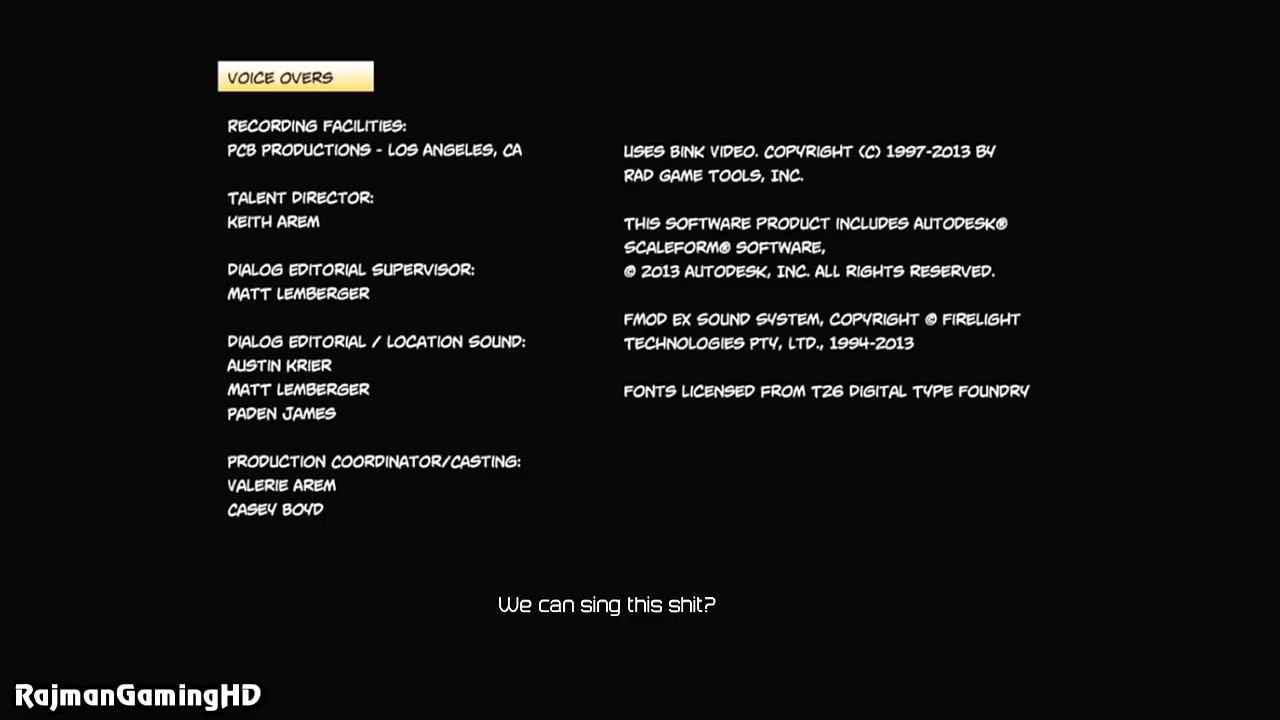 VOICE OVERS
RECORDING FACILITIES:
PCB PRODUCTIONS - LOS ANGELES, CA
TALENT DIRECTOR:
KEITH AREM
DIALOG EDITORIAL SUPERVISOR:
MATT LEMBERGER
DIALOG EDITORIAL / LOCATION SOUND:
AUSTIN KRIER
MATT LEMBERGER
PADEN JAMES
PRODUCTION COORDINATOR/CASTING:
VALERIE AREM
CASEY BOYD
USES BINK VIDEO. COPYRIGHT (C) 1997-2013 BY
RAD GAME TOOLS, INC.
THIS SOFTWARE PRODUCT INCLUDES AUTODESK®
SCALEFORM® SOFTWARE,
© 2013 AUTODESK, INC. ALL RIGHTS RESERVED.
FMOD EX SOUND SYSTEM, COPYRIGHT © FIRELIGHT
TECHNOLOGIES PTY, LTD., 1994-2013
FONTS LICENSED FROM T26 DIGITAL TYPE FOUNDRY
We can sing this shit?
RajmanGamingHD